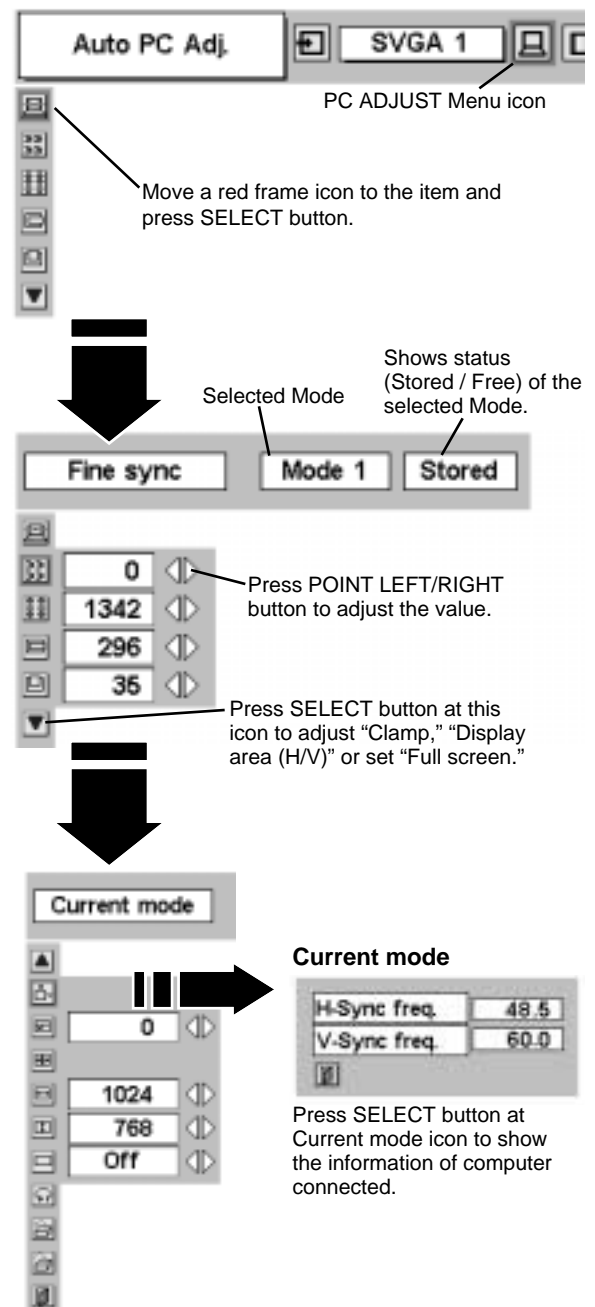 Auto PC Adj.
SVGA 1
PC ADJUST Menu icon
Move a red frame icon to the item and
press SELECT button.
Shows status
(Stored / Free) of the
selected Mode.
Selected Mode
Fine sync
Mode 1
Stored
0
Press POINT LEFT/RIGHT
button to adjust the value.
1342
296
35
Press SELECT button at this
icon to adjust “Clamp,” “Display
area (H/V)” or set “Full screen.”
Current mode
Current mode
H-Sync freq. 48.5
V-Sync freq. 60.0
0
1024
768
Off
Press SELECT button at
Current mode icon to show
the information of computer
connected.